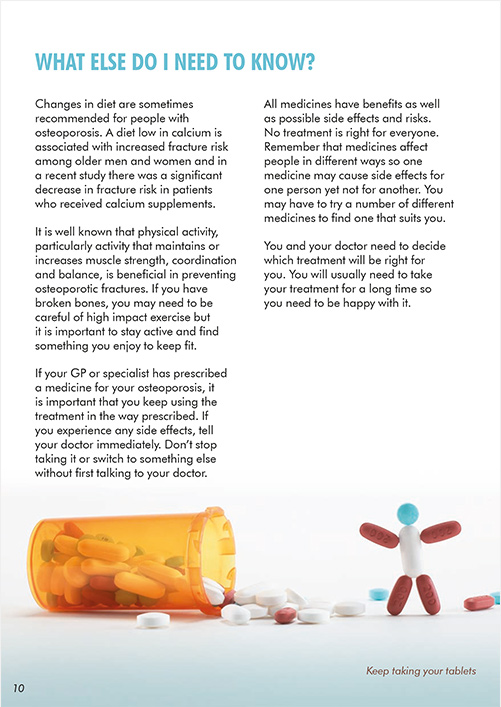 WHAT ELSE DO I NEED TO KNOW?
Changes in diet are sometimes
recommended for people with
osteoporosis. A diet low in calcium is
associated with increased fracture risk
among older men and women and in
a recent study there was a significant
decrease in fracture risk in patients
who received calcium supplements.
It is well known that physical activity,
particularly activity that maintains or
increases muscle strength, coordination
and balance, is beneficial in preventing
osteoporotic fractures. If you have
broken bones, you may need to be
careful of high impact exercise but
it is important to stay active and find
something you enjoy to keep fit.
If your GP or specialist has prescribed
a medicine for your osteoporosis, it
is important that you keep using the
treatment in the way prescribed. If
you experience any side effects, tell
your doctor immediately. Don't stop
taking it or switch to something else
without first talking to your doctor.
All medicines have benefits as well
as possible side effects and risks.
No treatment is right for everyone.
Remember that medicines affect
people in different ways so one
medicine may cause side effects for
one person yet not for another. You
may have to try a number of different
medicines to find one that suits you.
You and your doctor need to decide
which treatment will be right for
you. You will usually need to take
your treatment for a long time so
you need to be happy with it.
Keep taking your tablets
10